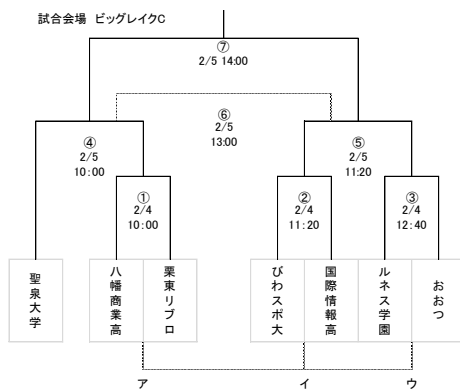 試合会場 ビッグレイクC
⑦
2/5 14:00
⑥
2/5
13:00
④
2/5
10:00
⑤
2/5
11:20
①
2/4
10:00
②
2/4
11:20
③
2/4
12:40
聖泉大学
八幡商業高
栗東リブロ
びわスポ大
国際情報高
ルネス学園
おおつ
ア
イ
ウ